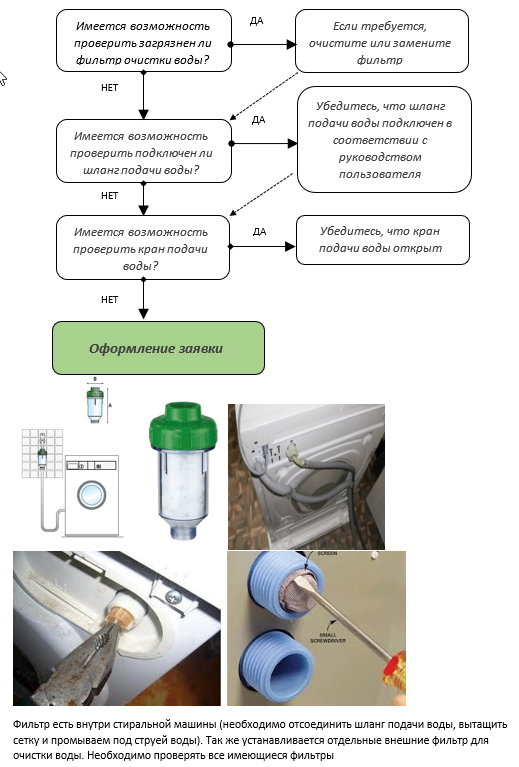 Имеется возможность
проверить загрязнен ли
фильтр очистки воды?
ДА
Если требуется,
очистите или замените
фильтр
НЕТ
Имеется возможность
проверить подключен ли
шланг подачи воды?
ДА
Убедитесь, что шланг
подачи воды подключен в
соответствии с
руководством
пользователя
НЕТ
Имеется возможность
проверить кран подачи
воды?
ДА
Убедитесь, что кран
подачи воды открыт
НЕТ
Оформление заявки
B
A
SCREEN
SMALL
SCREWDRIVER
Фильтр есть внутри стиральной машины (необходимо отсоединить шланг подачи воды, вытащить
сетку и промываем под струей воды). Так же устанавливается отдельные внешние фильтр для
очистки воды. Необходимо проверять все имеющиеся фильтры